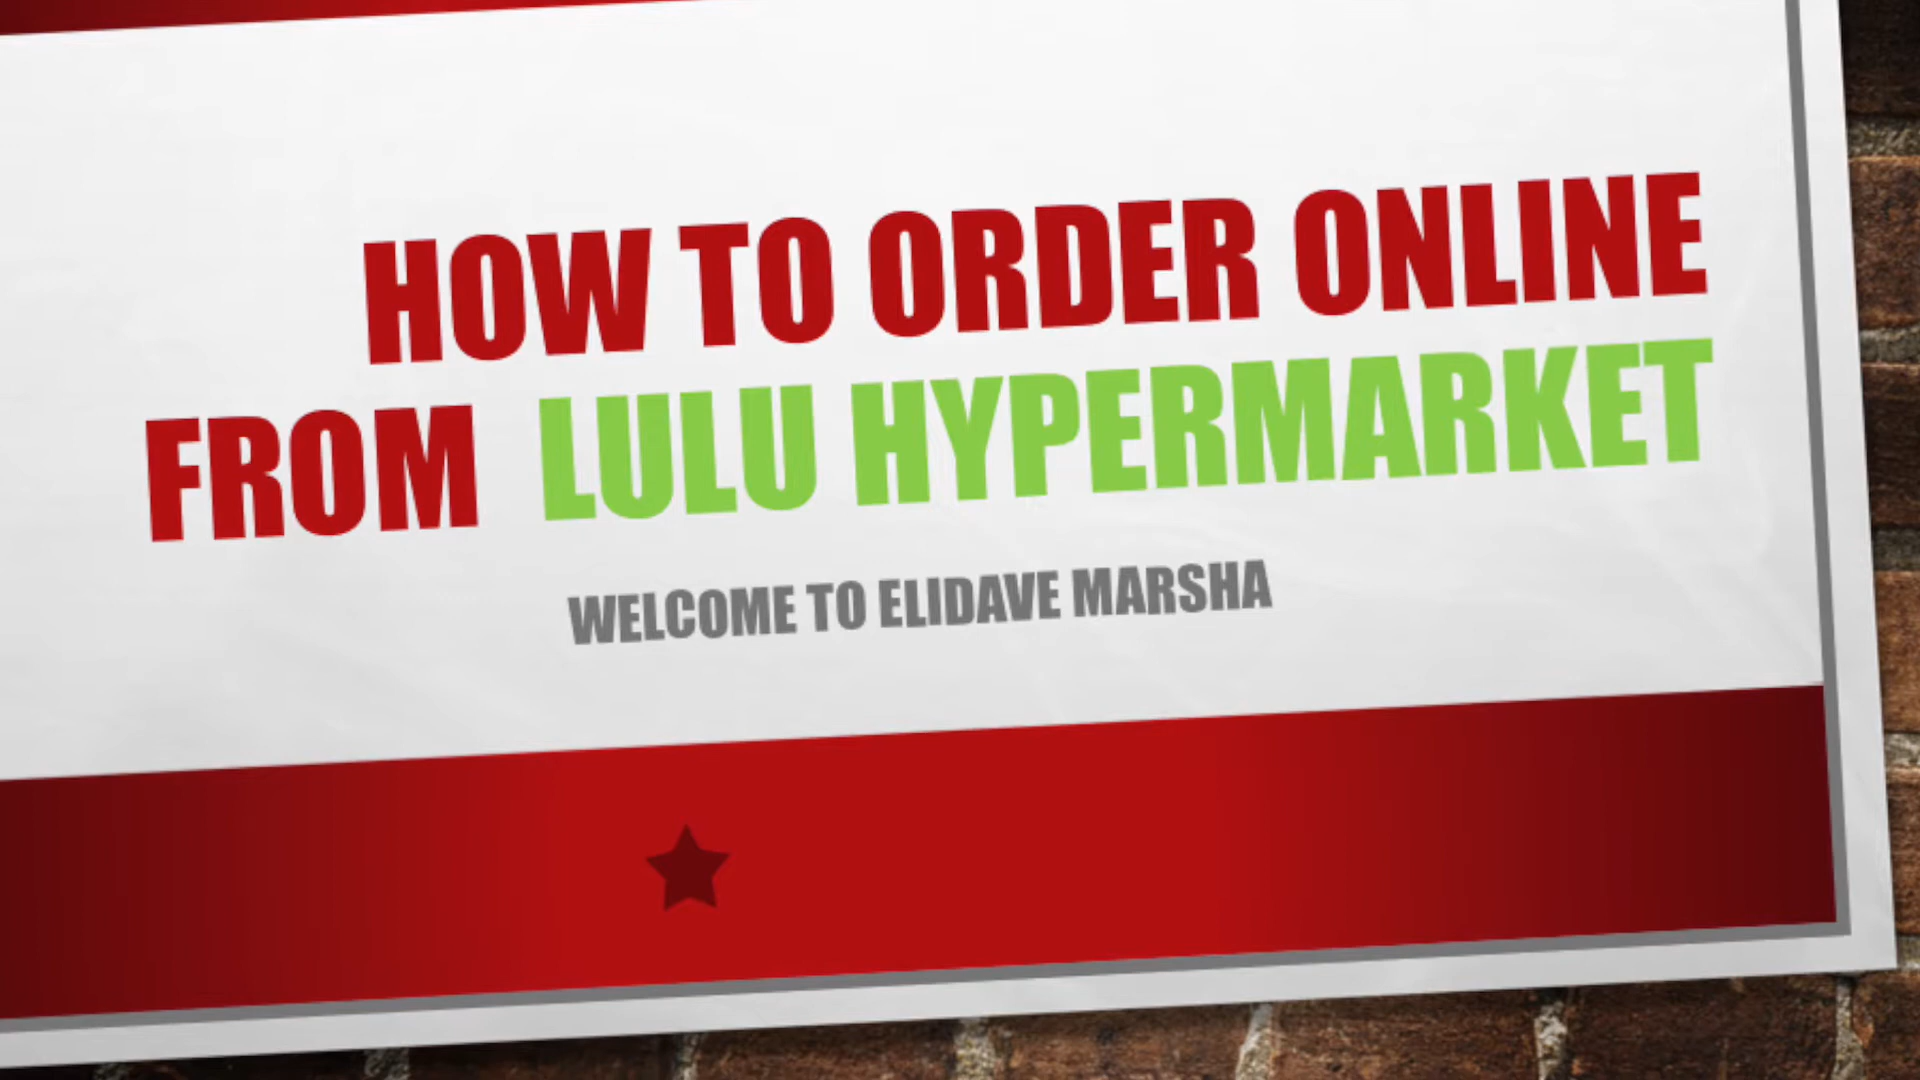 HOW TO ORDER ONLINE
FROM LULU HYPERMARKET
WELCOME TO ELIDAVE MARSHA